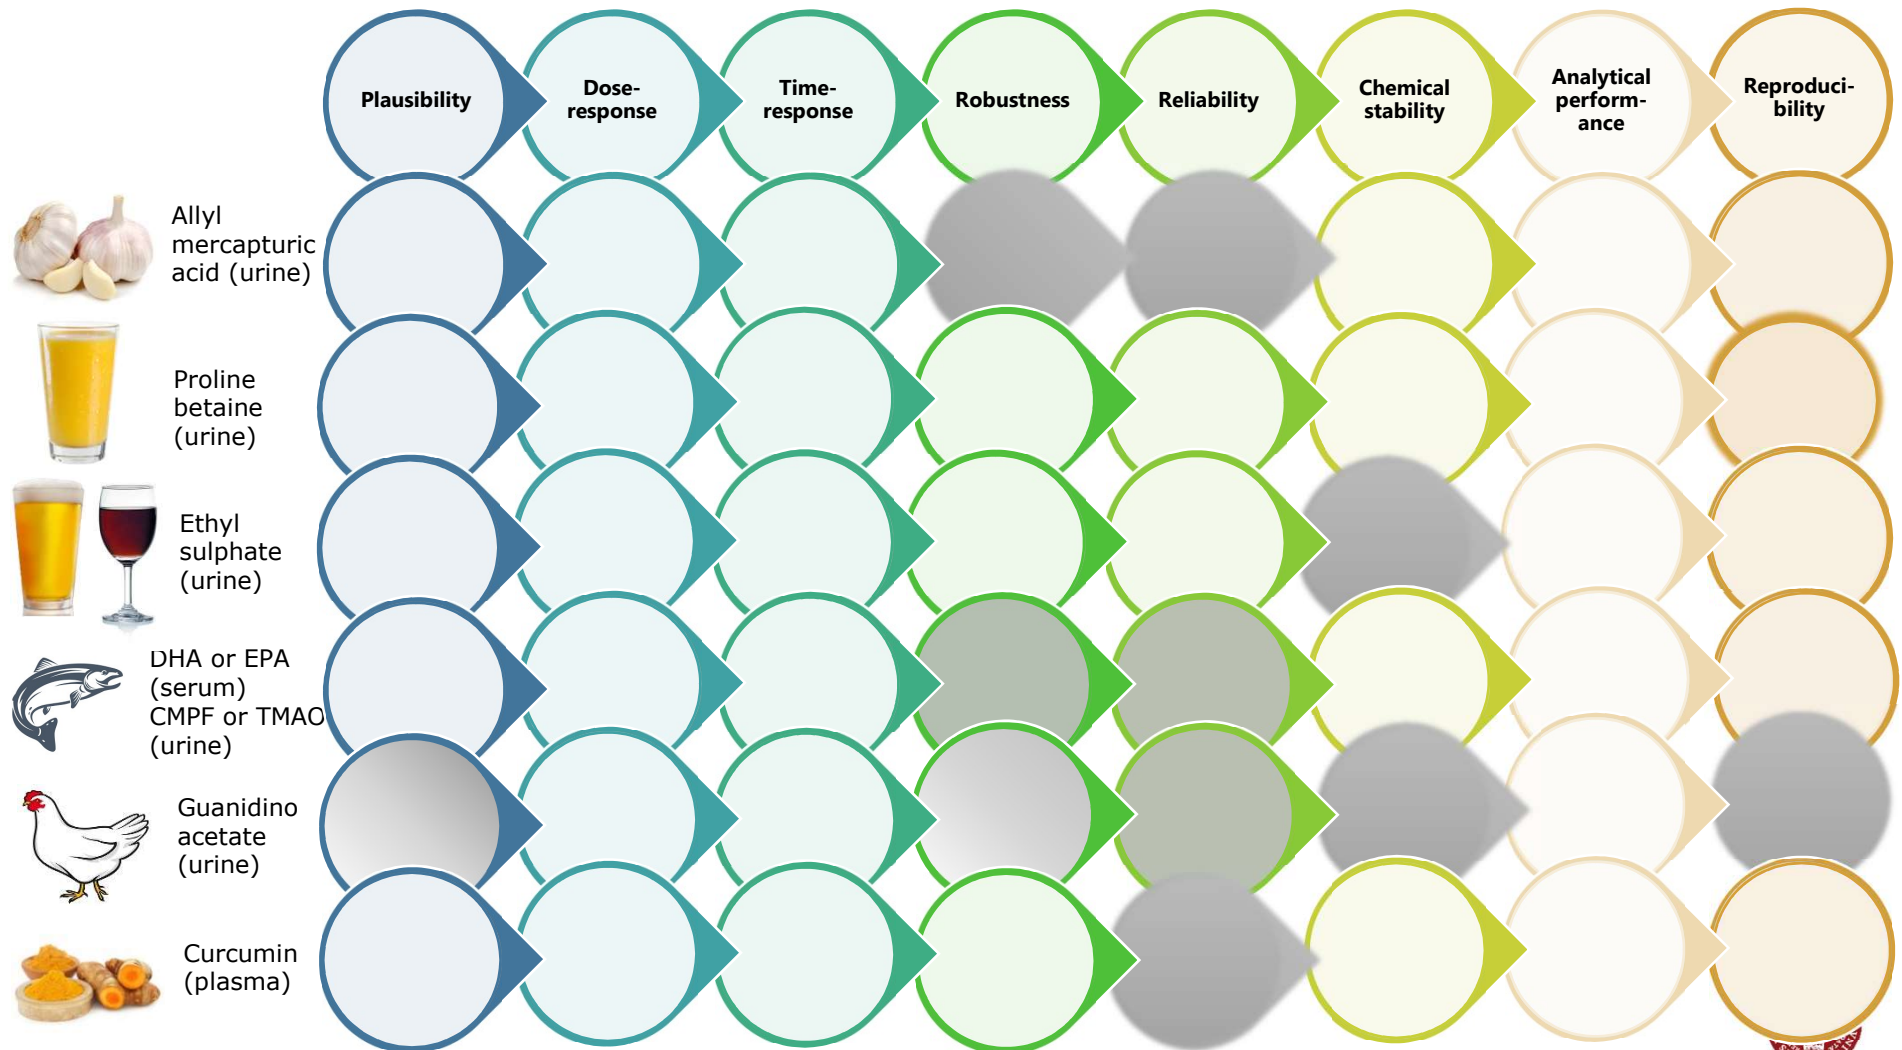 Plausibility
Dose-
response
Time-
response
Robustness
Reliability
Chemical
stability
Analytical
perform-
ance
Reproduci-
bility
Allyl
mercapturic
acid (urine)
Proline
betaine
(urine)
Ethyl
sulphate
(urine)
DHA or EPA
(serum)
CMPF or TMAO
(urine)
Guanidino
acetate
(urine)
Curcumin
(plasma)